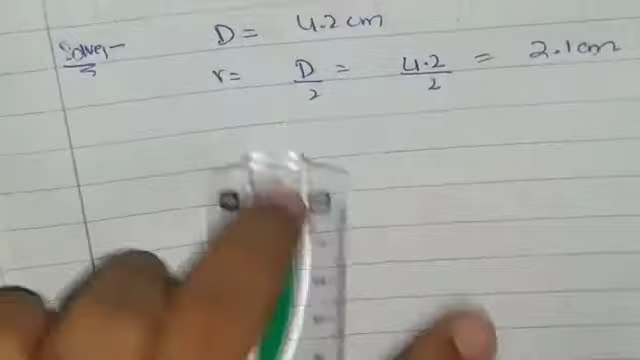 Solve,-
D = 4.2 cm
r = D/2 = 4.2/2 = 2.1 cm